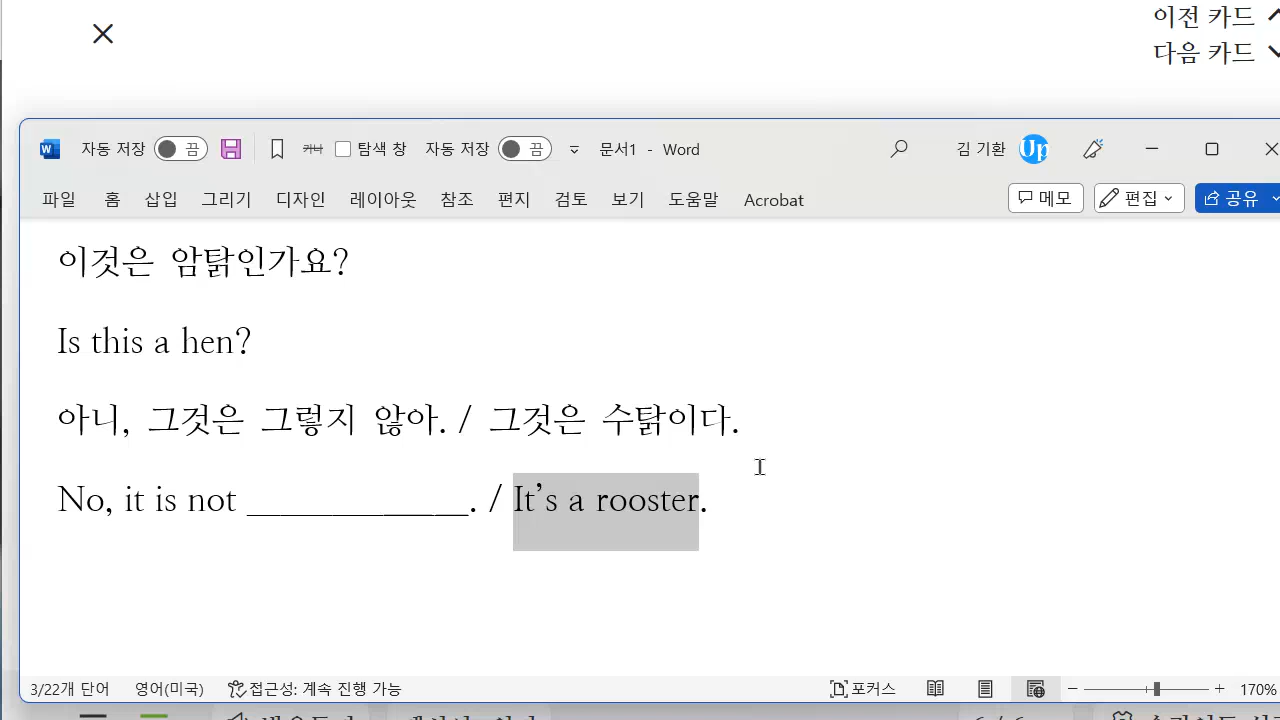 이전 카드
다음 카드
자동 저장 끔 가나 탐색 창 자동 저장 끔 문서1 - Word 김 기환 Up
파일 홈 삽입 그리기 디자인 레이아웃 참조 편지 검토 보기 도움말 Acrobat 메모 편집 공유
이것은 암탉인가요?
Is this a hen?
아니, 그것은 그렇지 않아. / 그것은 수탉이다.
No, it is not ___________. / It's a rooster.
3/22개 단어 영어(미국) 접근성: 계속 진행 가능 포커스 170%